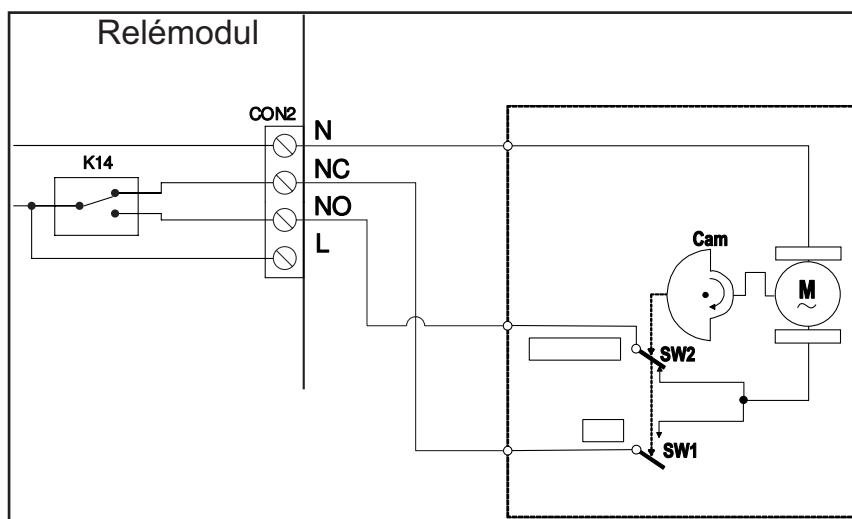 Relémodul
CON2
N
K14
NC
NO
L
Cam
M
~
SW2
SW1